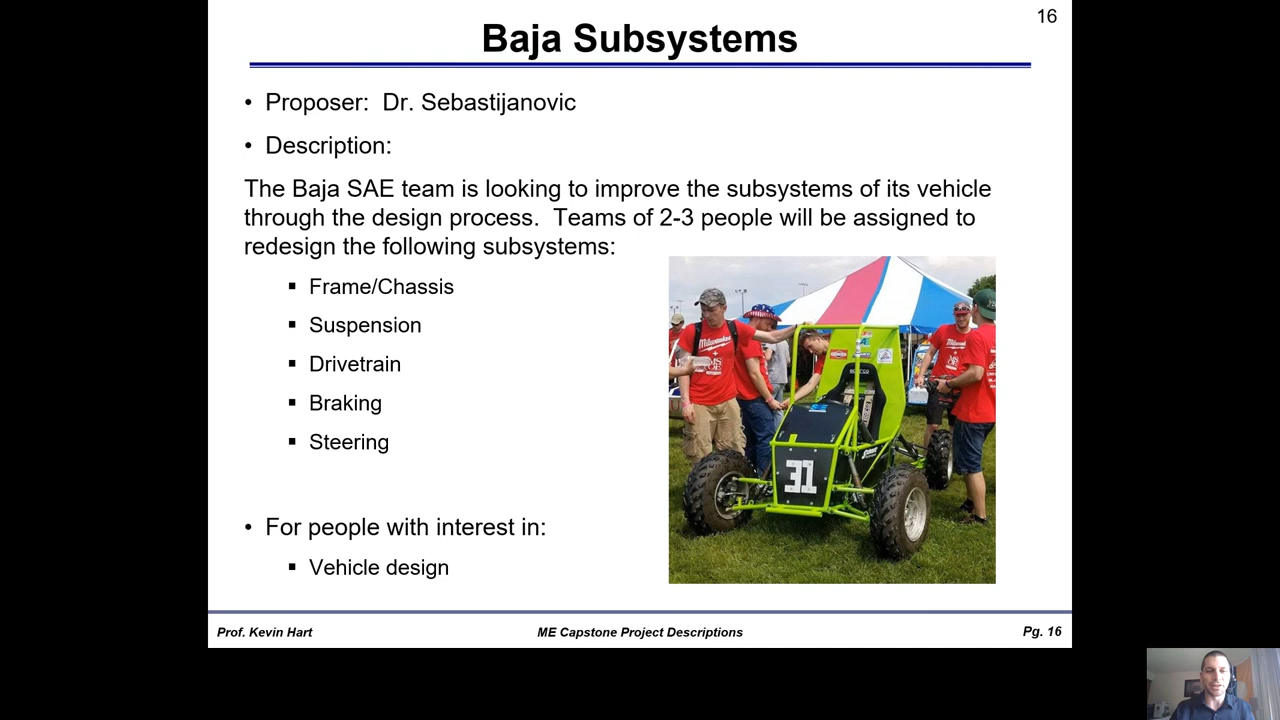 16
Baja Subsystems
• Proposer: Dr. Sebastijanovic
• Description:
The Baja SAE team is looking to improve the subsystems of its vehicle
through the design process. Teams of 2-3 people will be assigned to
redesign the following subsystems:
▪ Frame/Chassis
▪ Suspension
▪ Drivetrain
▪ Braking
▪ Steering
Milwaukee
Milwaukee
31
• For people with interest in:
▪ Vehicle design
Prof. Kevin Hart
ME Capstone Project Descriptions
Pg. 16